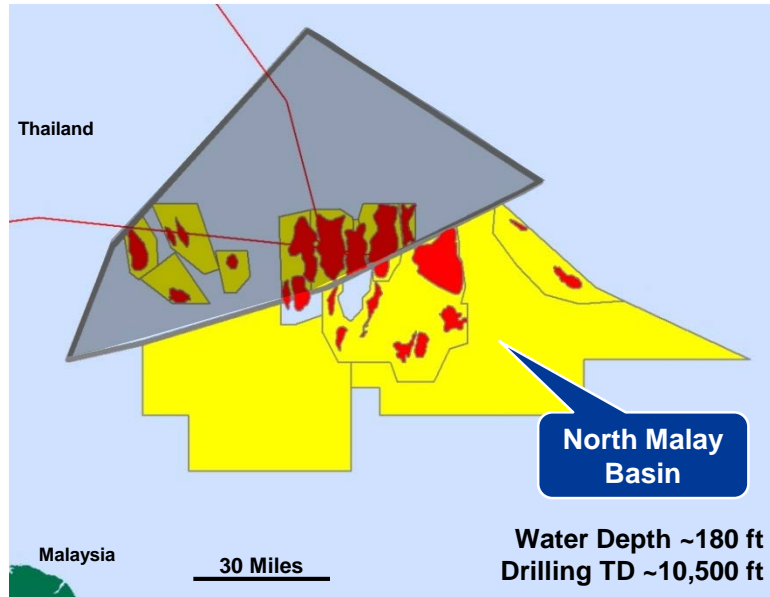 Thailand
North Malay
Basin
Water Depth ~180 ft
Drilling TD ~10,500 ft
Malaysia
30 Miles